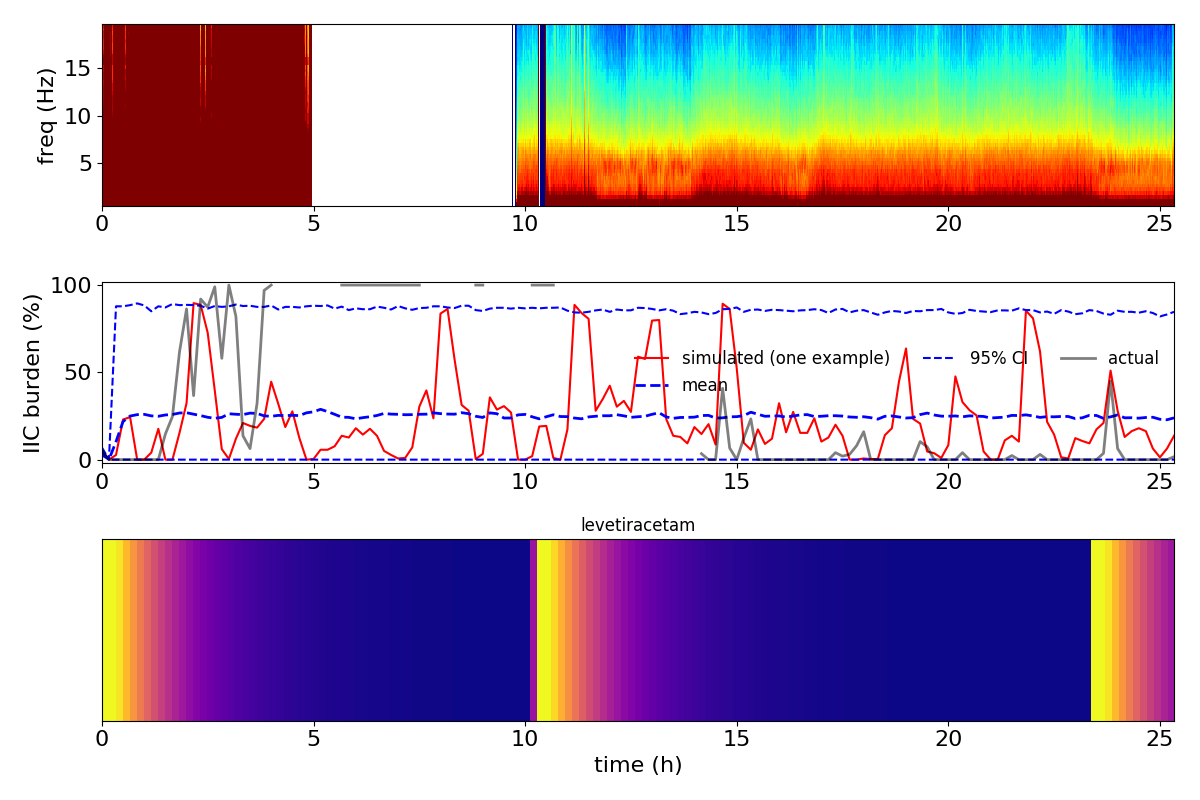 freq (Hz)
15
10
5
0 5 10 15 20 25
IIC burden (%)
100
50
0
simulated (one example) 95% CI actual
mean
0 5 10 15 20 25
levetiracetam
0 5 10 15 20 25
time (h)